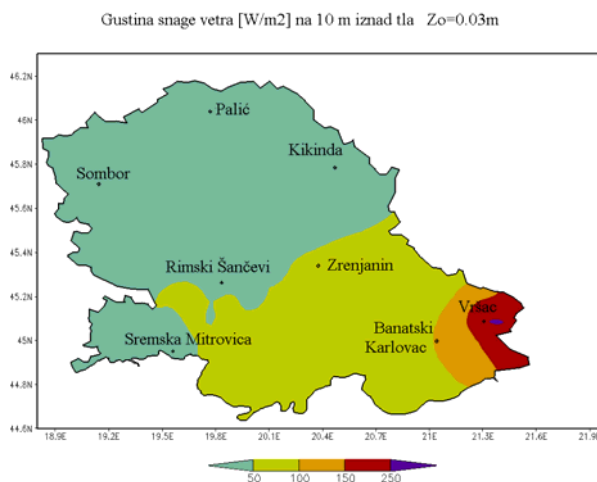 Gustina snage vetra [W/m2] na 10 m iznad tla Zo=0.03m
46.2N
46N
45.8N
45.6N
45.4N
45.2N
45N
44.8N
44.6N
Palić
Kikinda
Sombor
Rimski Šančevi
Zrenjanin
Vršac
Banatski
Karlovac
Sremska Mitrovica
18.9E 19.2E 19.5E 19.8E 20.1E 20.4E 20.7E 21E 21.3E 21.6E 21.9E
50 100 150 250